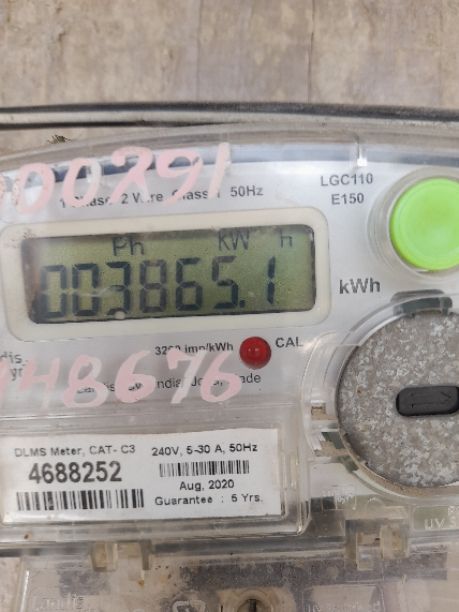 00291
1 Phase 2 Wire Class 1 50Hz
LGC110
E150
Ph kW h
003865.1
kWh
3200 imp/kWh
CAL
48676
DLMS Meter, CAT- C3
240V, 5-30 A, 50Hz
4688252
Aug, 2020
Guarantee : 5 Yrs.